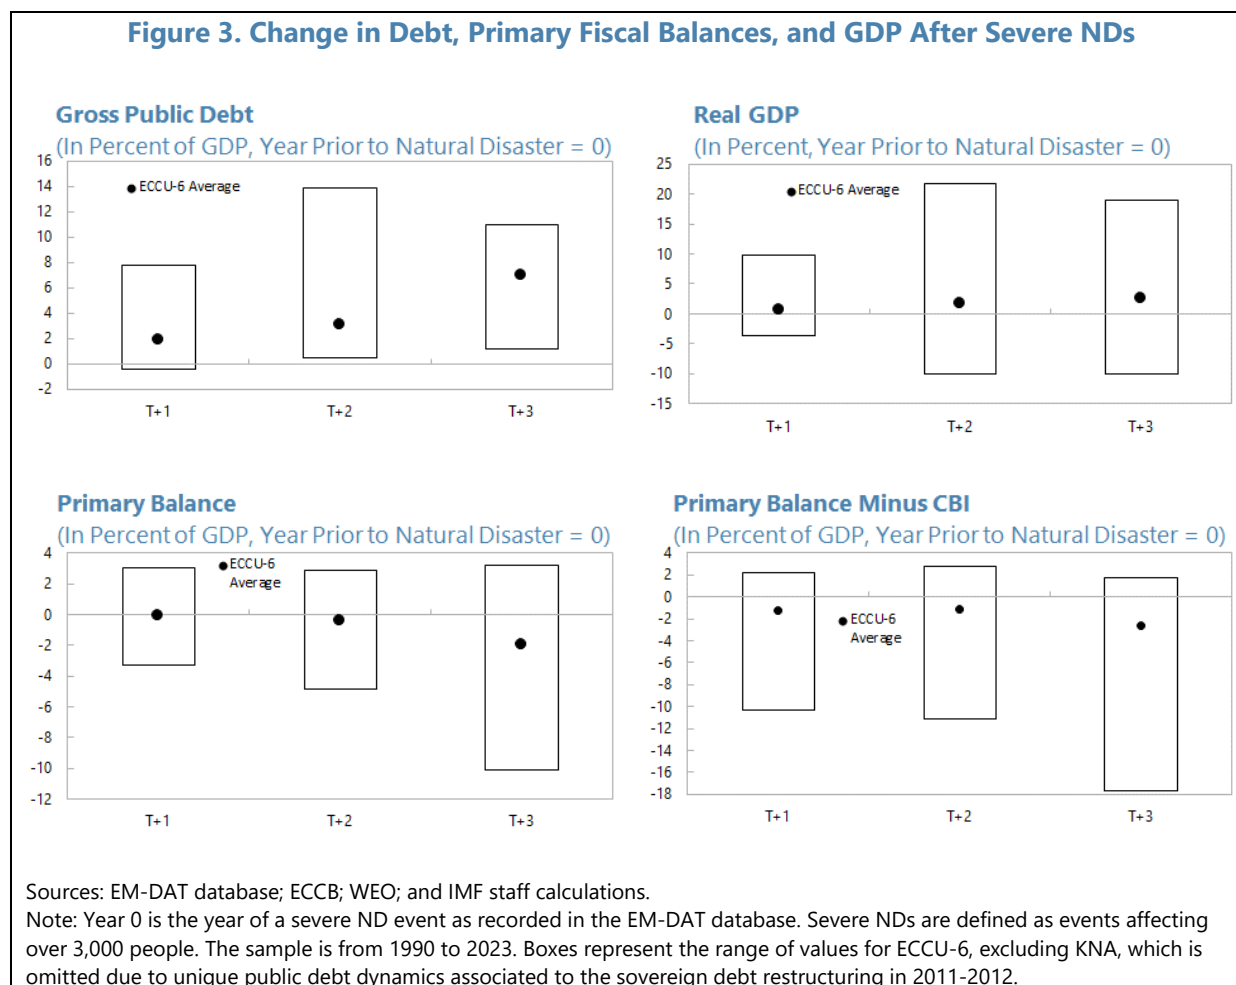 Figure 3. Change in Debt, Primary Fiscal Balances, and GDP After Severe NDs
Gross Public Debt
(In Percent of GDP, Year Prior to Natural Disaster = 0)
16
14
12
10
8
6
4
2
0
-2
ECCU-6 Average
T+1
T+2
T+3
Real GDP
(In Percent, Year Prior to Natural Disaster = 0)
25
20
15
10
5
0
-5
-10
-15
ECCU-6 Average
T+1
T+2
T+3
Primary Balance
(In Percent of GDP, Year Prior to Natural Disaster = 0)
4
2
0
-2
-4
-6
-8
-10
-12
ECCU-6
Average
T+1
T+2
T+3
Primary Balance Minus CBI
(In Percent of GDP, Year Prior to Natural Disaster = 0)
4
2
0
-2
-4
-6
-8
-10
-12
-14
-16
-18
ECCU-6
Average
T+1
T+2
T+3
Sources: EM-DAT database; ECCB; WEO; and IMF staff calculations.
Note: Year 0 is the year of a severe ND event as recorded in the EM-DAT database. Severe NDs are defined as events affecting
over 3,000 people. The sample is from 1990 to 2023. Boxes represent the range of values for ECCU-6, excluding KNA, which is
omitted due to unique public debt dynamics associated to the sovereign debt restructuring in 2011-2012.